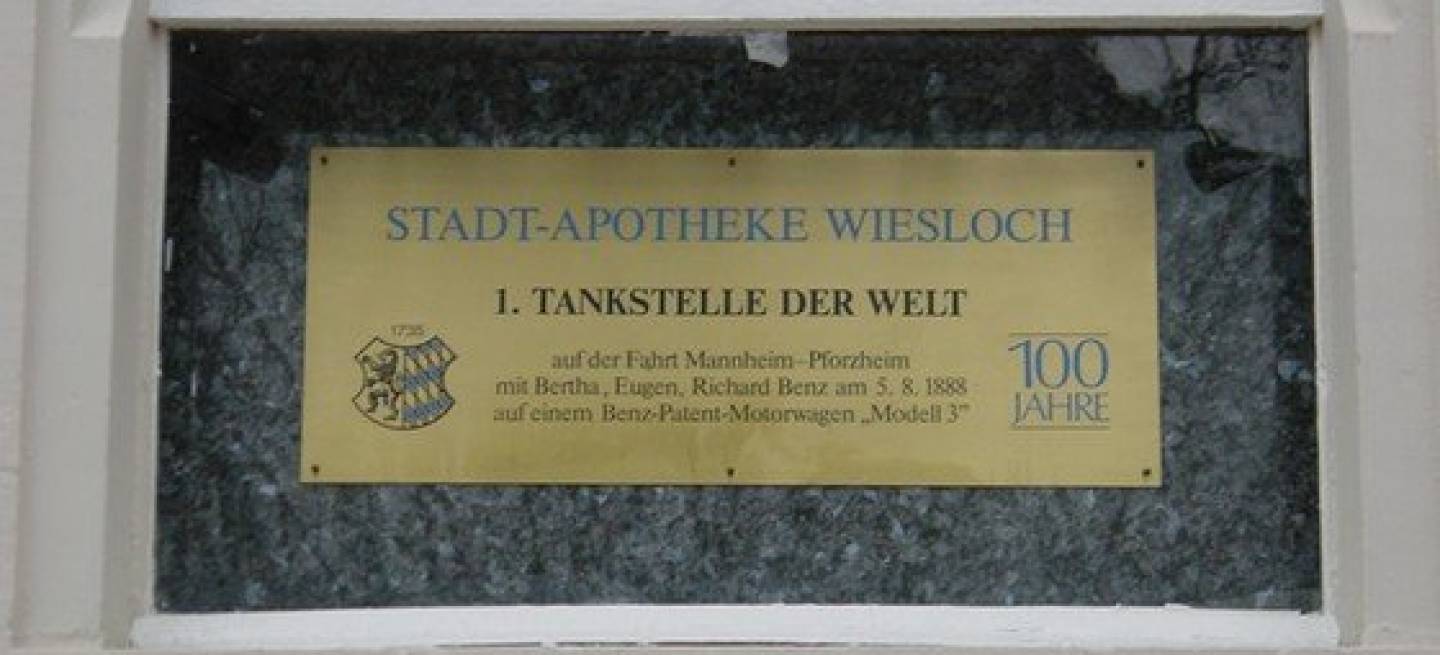 STADT-APOTHEKE WIESLOCH
1. TANKSTELLE DER WELT
1735
auf der Fahrt Mannheim–Pforzheim
mit Bertha, Eugen, Richard Benz am 5. 8. 1888
auf einem Benz-Patent-Motorwagen „Modell 3”
100
JAHRE